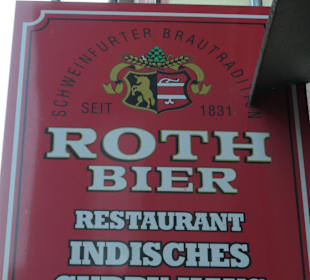 SCHWEINFURTER BRAUTRADITION
SEIT 1831
ROTH
BIER
RESTAURANT
INDISCHES